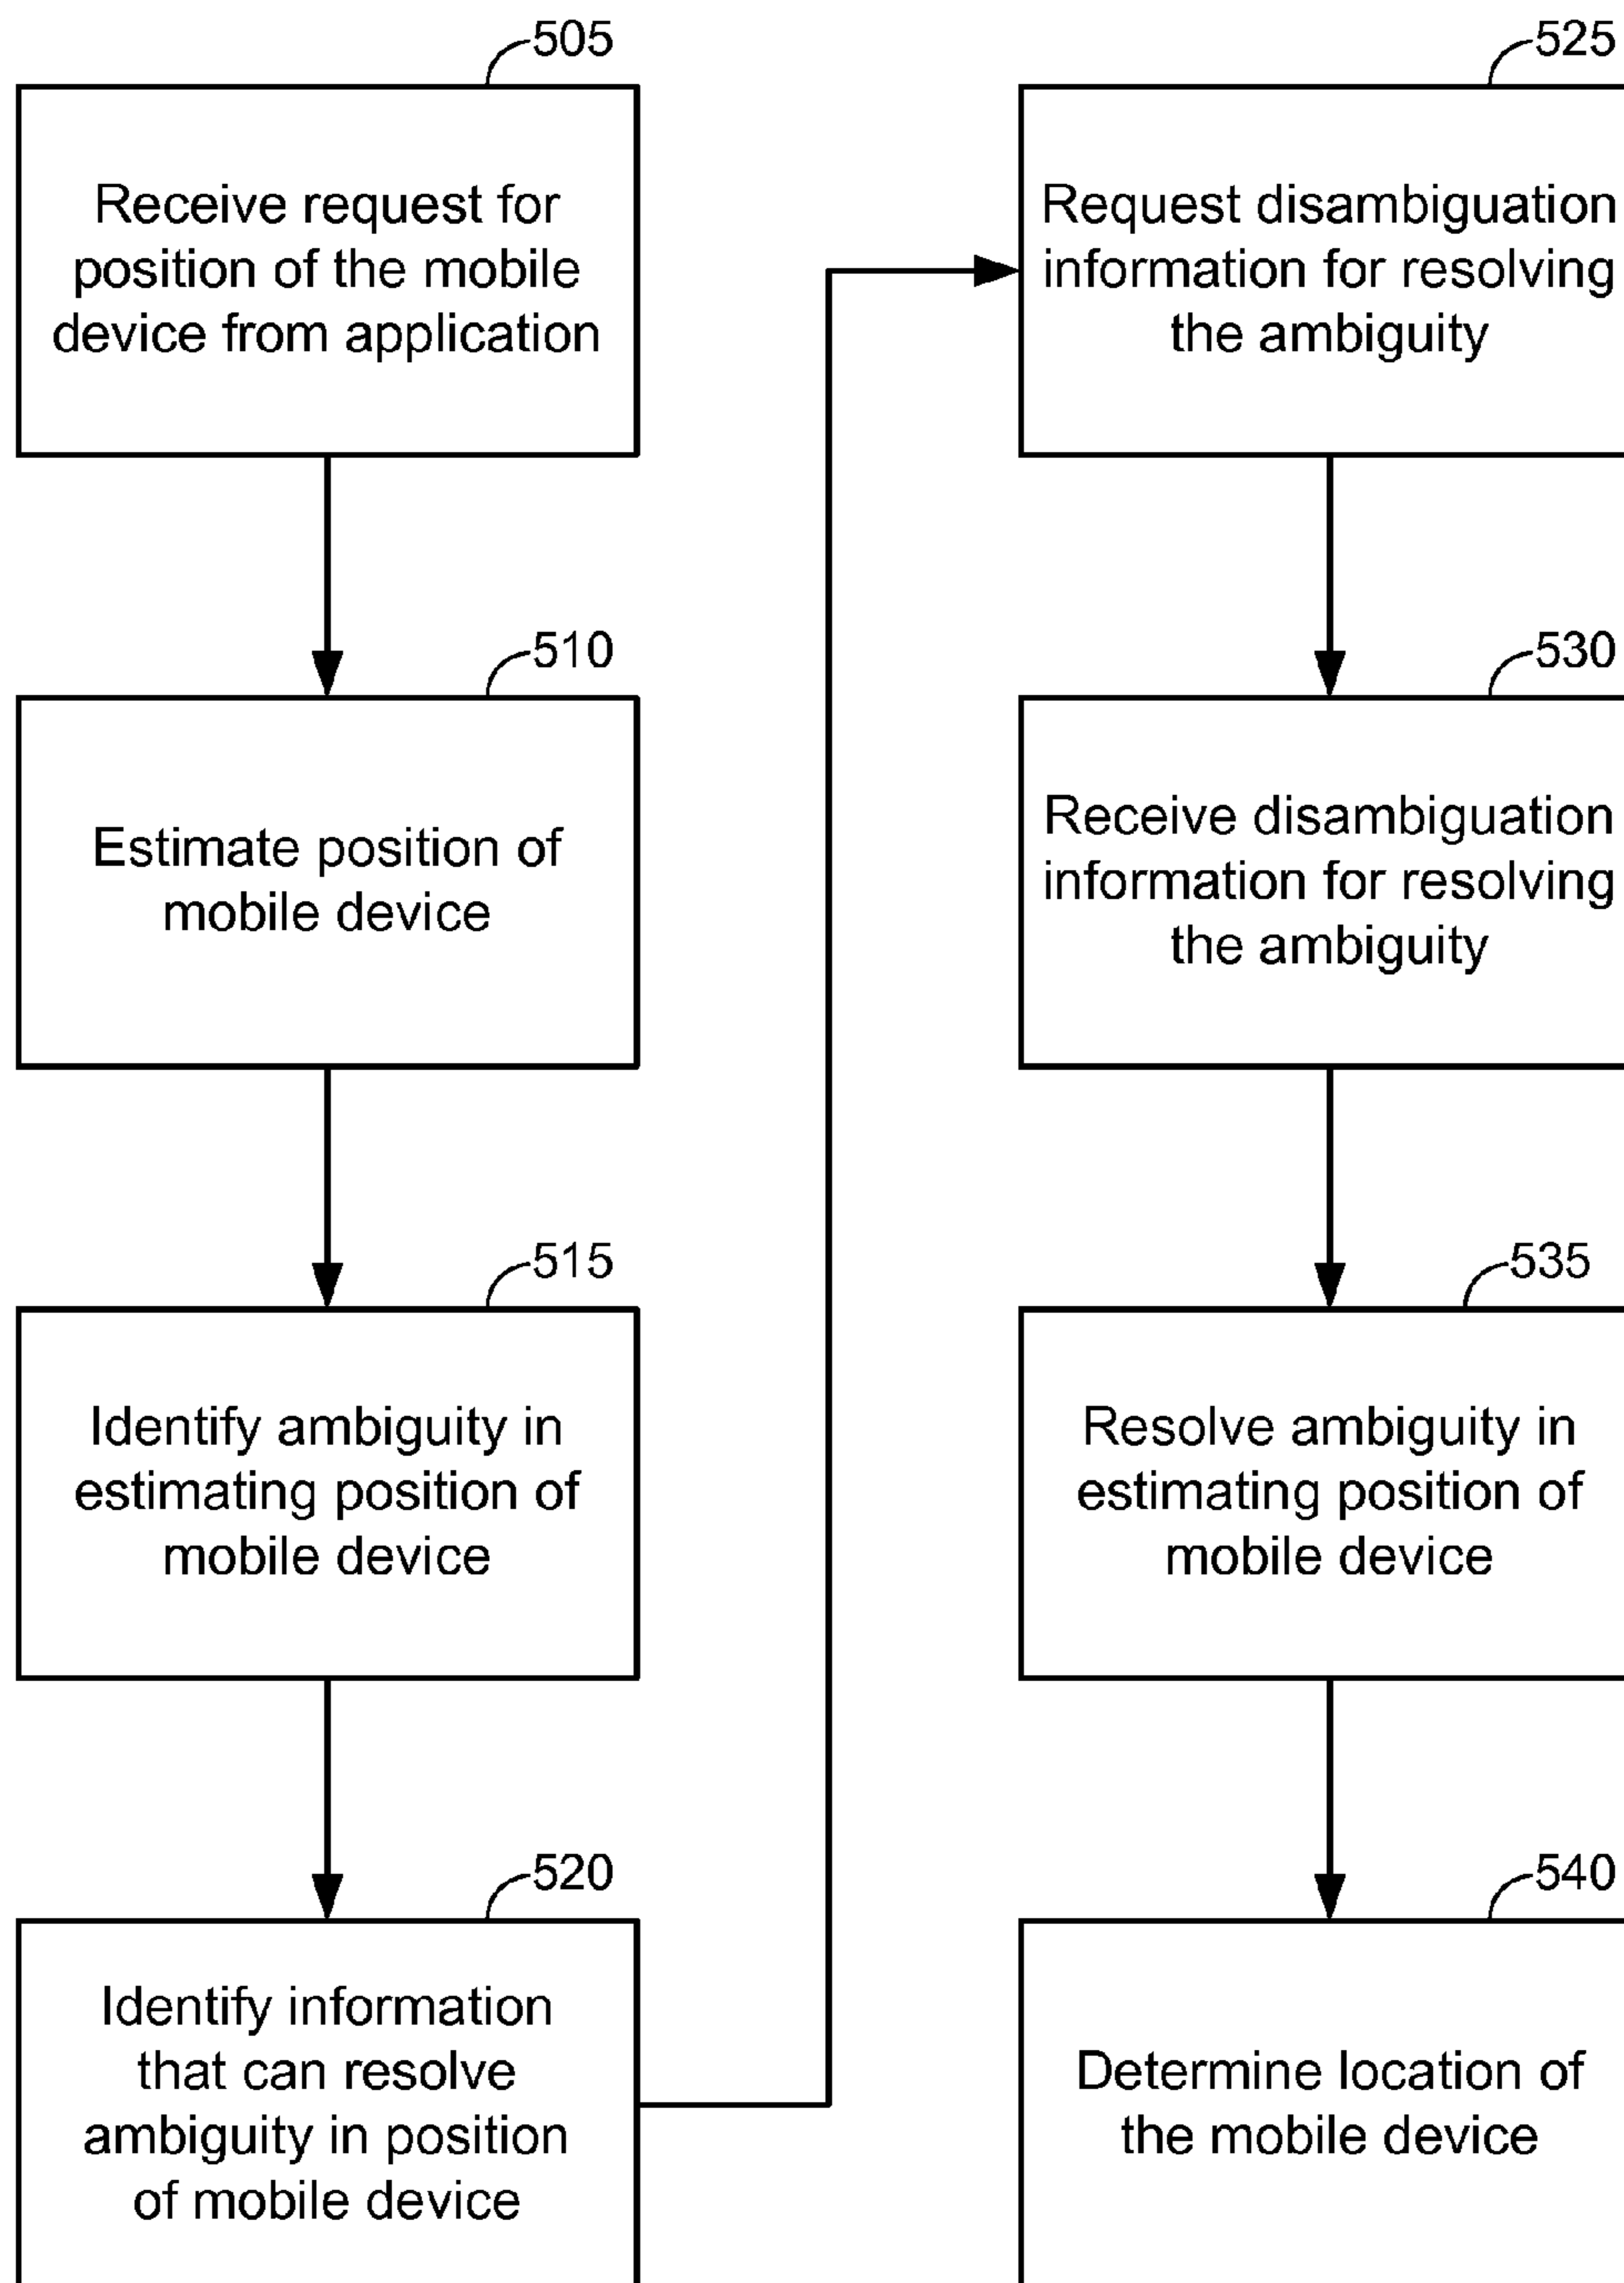 505
Receive request for
position of the mobile
device from application
510
Estimate position of
mobile device
515
Identify ambiguity in
estimating position of
mobile device
520
Identify information
that can resolve
ambiguity in position
of mobile device
525
Request disambiguation
information for resolving
the ambiguity
530
Receive disambiguation
information for resolving
the ambiguity
535
Resolve ambiguity in
estimating position of
mobile device
540
Determine location of
the mobile device